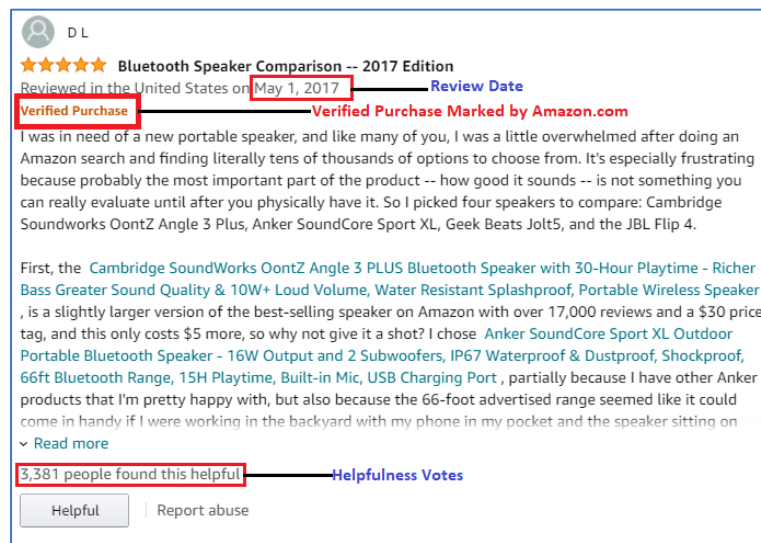 D L
Bluetooth Speaker Comparison -- 2017 Edition
Reviewed in the United States on May 1, 2017 Review Date
Verified Purchase Verified Purchase Marked by Amazon.com
I was in need of a new portable speaker, and like many of you, I was a little overwhelmed after doing an
Amazon search and finding literally tens of thousands of options to choose from. It's especially frustrating
because probably the most important part of the product -- how good it sounds -- is not something you
can really evaluate until after you physically have it. So I picked four speakers to compare: Cambridge
Soundworks OontZ Angle 3 Plus, Anker SoundCore Sport XL, Geek Beats Jolt5, and the JBL Flip 4.
First, the Cambridge SoundWorks OontZ Angle 3 PLUS Bluetooth Speaker with 30-Hour Playtime - Richer
Bass Greater Sound Quality & 10W+ Loud Volume, Water Resistant Splashproof, Portable Wireless Speaker
, is a slightly larger version of the best-selling speaker on Amazon with over 17,000 reviews and a $30 price
tag, and this only costs $5 more, so why not give it a shot? I chose Anker SoundCore Sport XL Outdoor
Portable Bluetooth Speaker - 16W Output and 2 Subwoofers, IP67 Waterproof & Dustproof, Shockproof,
66ft Bluetooth Range, 15H Playtime, Built-in Mic, USB Charging Port , partially because I have other Anker
products that I'm pretty happy with, but also because the 66-foot advertised range seemed like it could
come in handy if I were working in the backyard with my phone in my pocket and the speaker sitting on
Read more
3,381 people found this helpful Helpfulness Votes
Helpful Report abuse